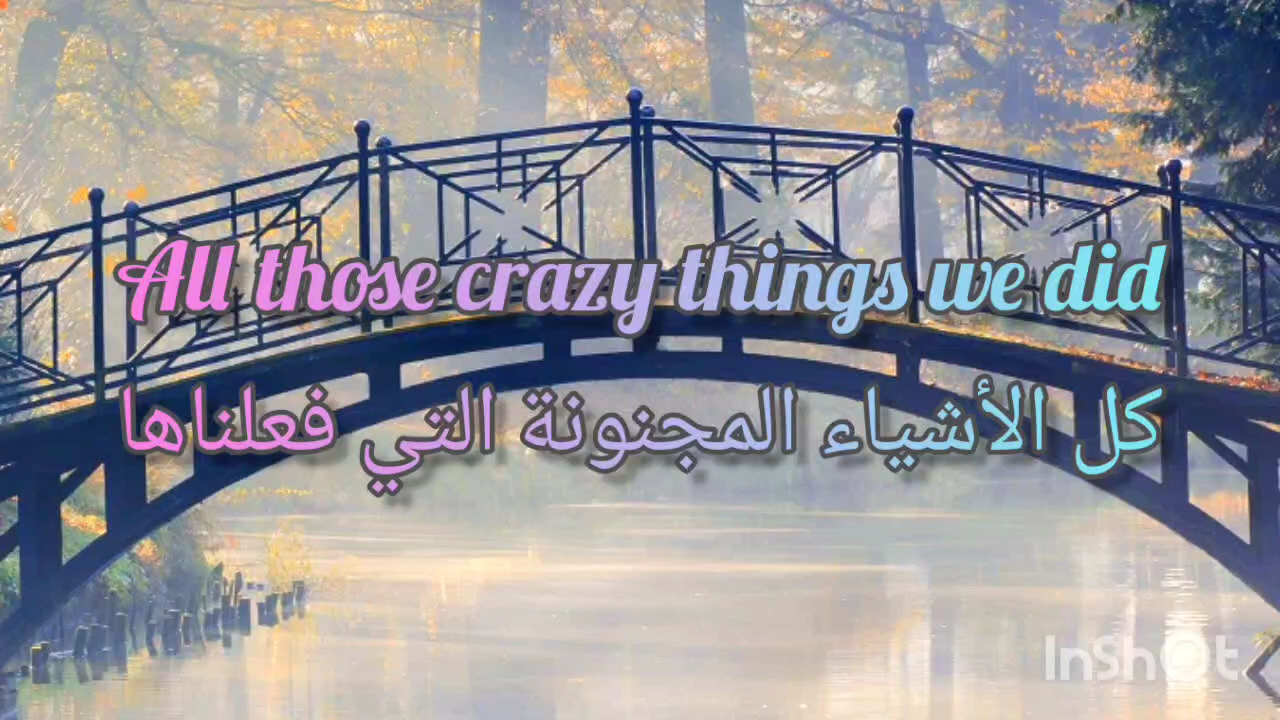 All those crazy things we did
كل الأشياء المجنونة التي فعلناها
InShOt